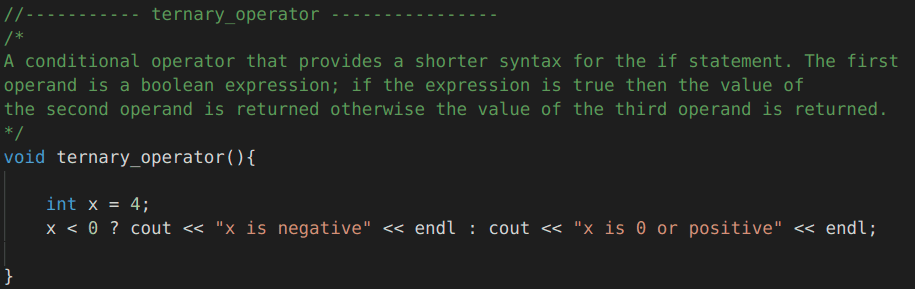 //----------- ternary_operator ----------------
/*
A conditional operator that provides a shorter syntax for the if statement. The first
operand is a boolean expression; if the expression is true then the value of
the second operand is returned otherwise the value of the third operand is returned.
*/
void ternary_operator(){
int x = 4;
x < 0 ? cout << "x is negative" << endl : cout << "x is 0 or positive" << endl;
}